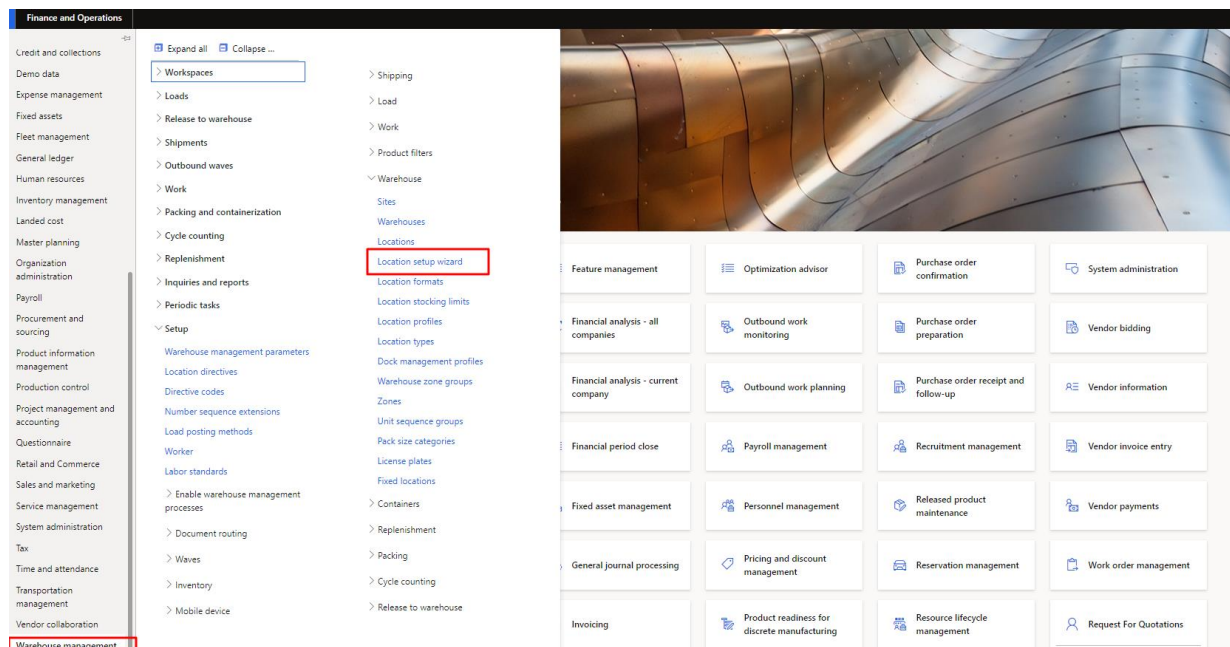 Finance and Operations
Credit and collections
Demo data
Expense management
Fixed assets
Fleet management
General ledger
Human resources
Inventory management
Landed cost
Master planning
Organization
administration
Payroll
Procurement and
sourcing
Product information
management
Production control
Project management and
accounting
Questionnaire
Retail and Commerce
Sales and marketing
Service management
System administration
Tax
Time and attendance
Transportation
management
Vendor collaboration
Warehouse management
Expand all
Collapse ...
Workspaces
Loads
Release to warehouse
Shipments
Outbound waves
Work
Packing and containerization
Cycle counting
Replenishment
Inquiries and reports
Periodic tasks
Setup
Warehouse management parameters
Location directives
Directive codes
Number sequence extensions
Load posting methods
Worker
Labor standards
Enable warehouse management
processes
Document routing
Waves
Inventory
Mobile device
Shipping
Load
Work
Product filters
Warehouse
Sites
Warehouses
Locations
Location setup wizard
Location formats
Location stocking limits
Location profiles
Location types
Dock management profiles
Warehouse zone groups
Zones
Unit sequence groups
Pack size categories
License plates
Fixed locations
Containers
Replenishment
Packing
Cycle counting
Release to warehouse
Feature management
Optimization advisor
Purchase order
confirmation
System administration
Financial analysis - all
companies
Outbound work
monitoring
Purchase order
preparation
Vendor bidding
Financial analysis - current
company
Outbound work planning
Purchase order receipt and
follow-up
Vendor information
Financial period close
Payroll management
Recruitment management
Vendor invoice entry
Fixed asset management
Personnel management
Released product
maintenance
Vendor payments
General journal processing
Pricing and discount
management
Reservation management
Work order management
Invoicing
Product readiness for
discrete manufacturing
Resource lifecycle
management
Request For Quotations